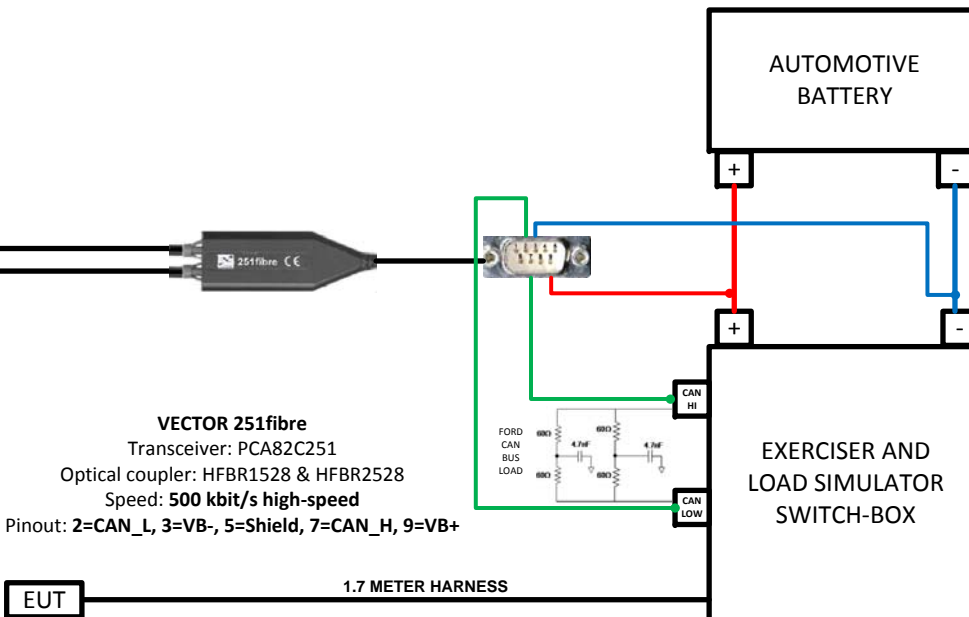 AUTOMOTIVE
BATTERY
+
-
251fibre CE
+
-
CAN
HI
VECTOR 251fibre
Transceiver: PCA82C251
Optical coupler: HFBR1528 & HFBR2528
Speed: 500 kbit/s high-speed
Pinout: 2=CAN_L, 3=VB-, 5=Shield, 7=CAN_H, 9=VB+
FORD
CAN
BUS
LOAD
60Ω
60Ω
4.7nF
4.7nF
60Ω
60Ω
CAN
LOW
EXERCISER AND
LOAD SIMULATOR
SWITCH-BOX
1.7 METER HARNESS
EUT